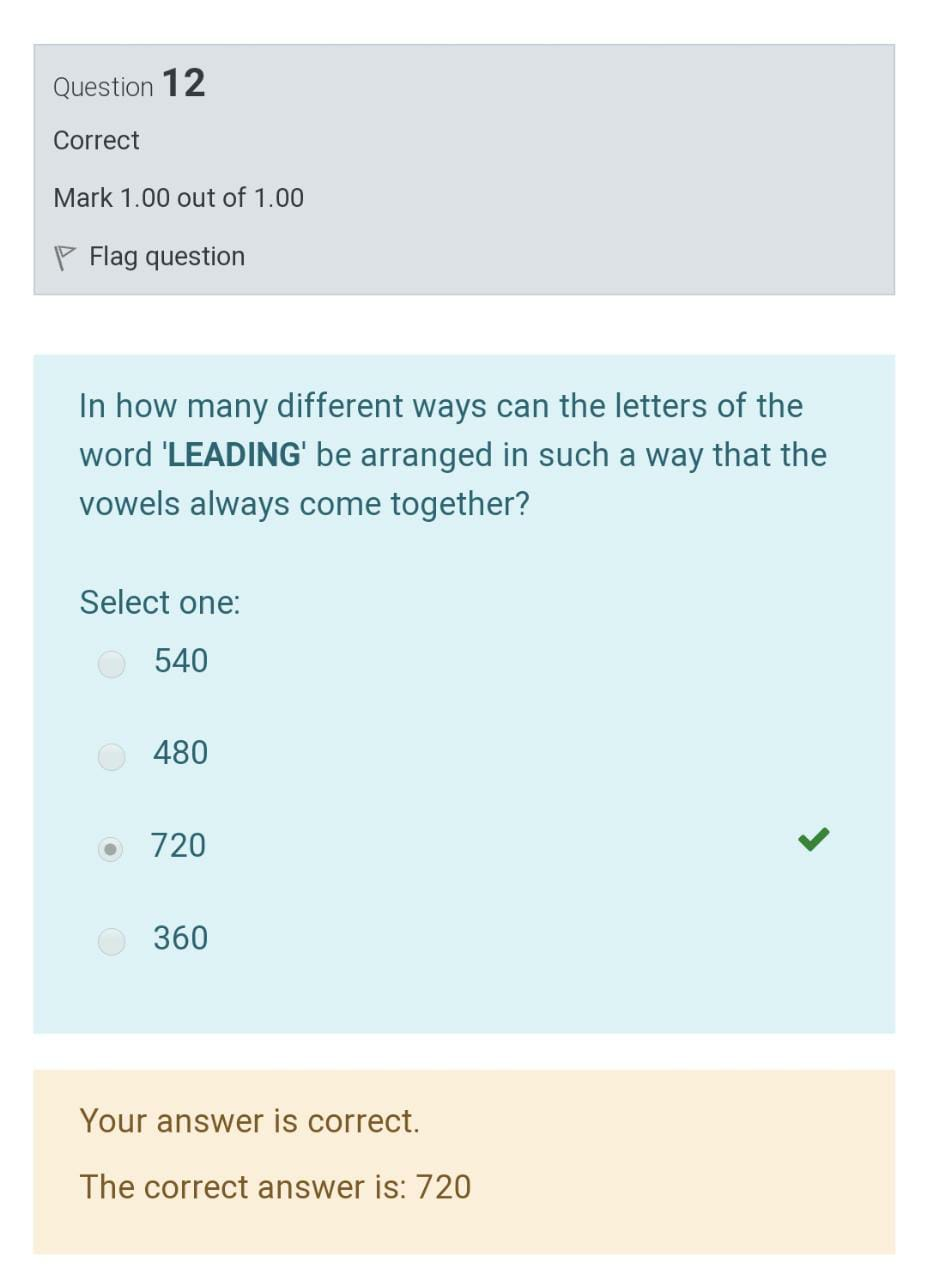 Question 12
Correct
Mark 1.00 out of 1.00
Flag question
In how many different ways can the letters of the
word 'LEADING' be arranged in such a way that the
vowels always come together?
Select one:
540
480
720
360
Your answer is correct.
The correct answer is: 720